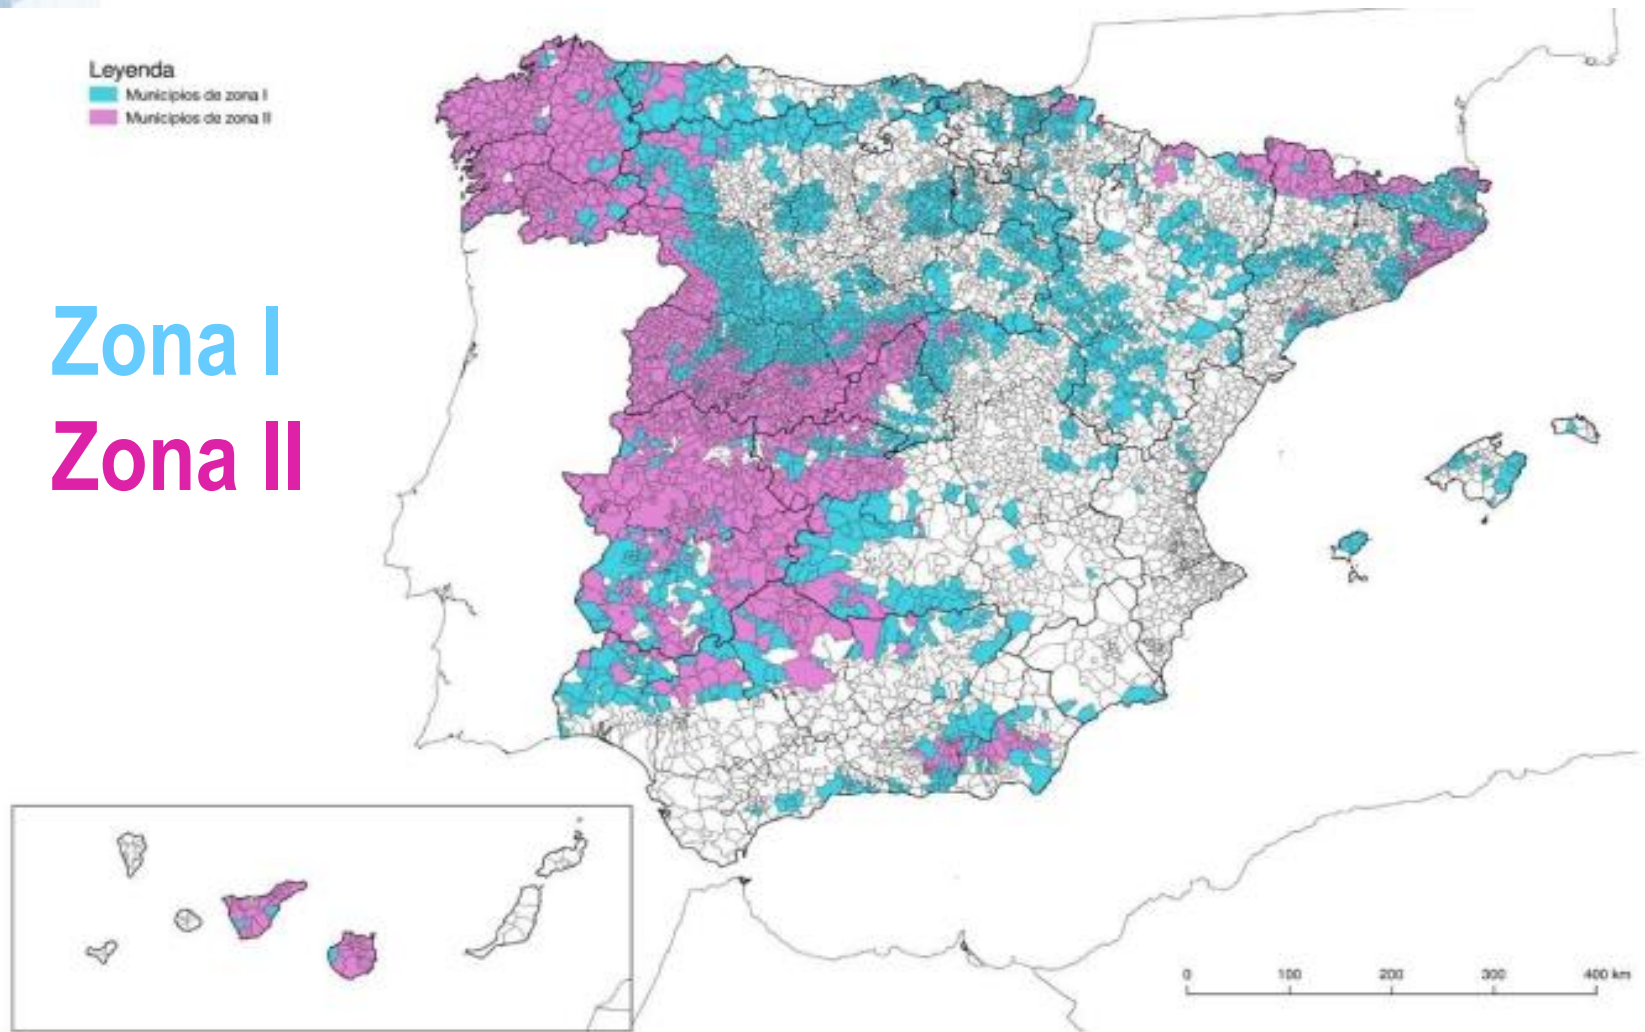 Leyenda
Municipios de zona I
Municipios de zona II
Zona I
Zona II
0 100 200 300 400 km